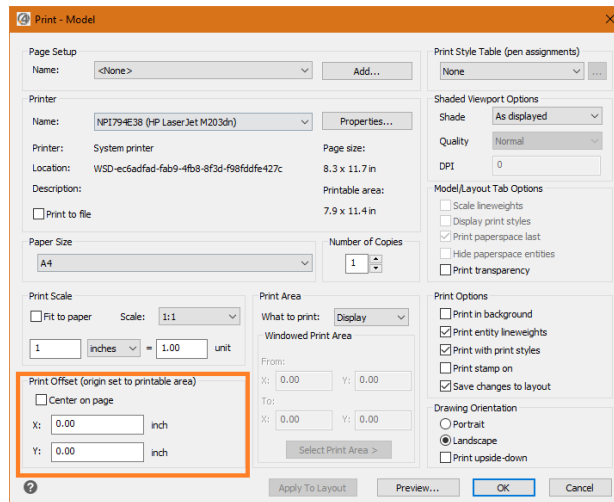 Print - Model
Page Setup
Name: <None> Add...
Printer
Name: NPI794E38 (HP LaserJet M203dn) Properties...
Printer: System printer Page size:
Location: WSD-ec6adfad-fab9-4fb8-8f3d-f98fddfe427c 8.3 x 11.7 in
Description: Printable area:
Print to file 7.9 x 11.4 in
Paper Size
A4
Number of Copies
1
Print Scale
Fit to paper Scale: 1:1
1 inches = 1.00 unit
Print Offset (origin set to printable area)
Center on page
X: 0.00 inch
Y: 0.00 inch
Print Area
What to print: Display
Windowed Print Area
From:
X: 0.00 Y: 0.00
To:
X: 0.00 Y: 0.00
Select Print Area >
Print Style Table (pen assignments)
None ...
Shaded Viewport Options
Shade As displayed
Quality Normal
DPI 0
Model/Layout Tab Options
Scale lineweights
Display print styles
Print paperspace last
Hide paperspace entities
Print transparency
Print Options
Print in background
Print entity lineweights
Print with print styles
Print stamp on
Save changes to layout
Drawing Orientation
Portrait
Landscape
Print upside-down
? Apply To Layout Preview... OK Cancel